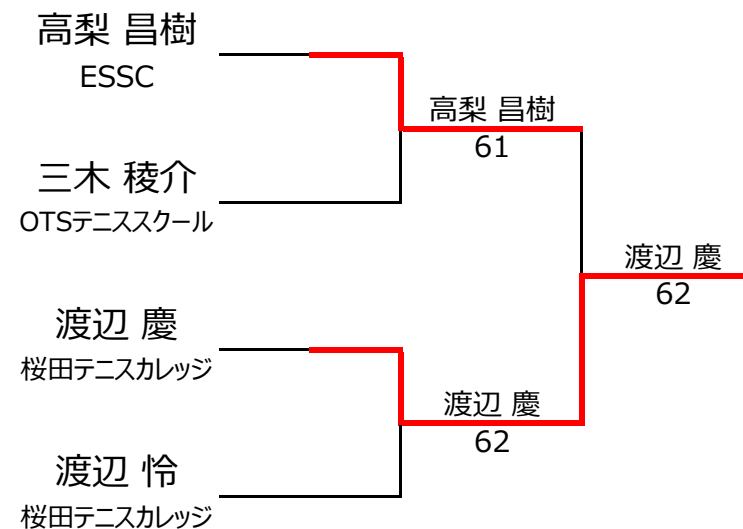 高梨 昌樹
ESSC
高梨 昌樹
61
三木 稜介
OTSテニススクール
渡辺 慶
62
渡辺 慶
桜田テニスカレッジ
渡辺 慶
62
渡辺 怜
桜田テニスカレッジ